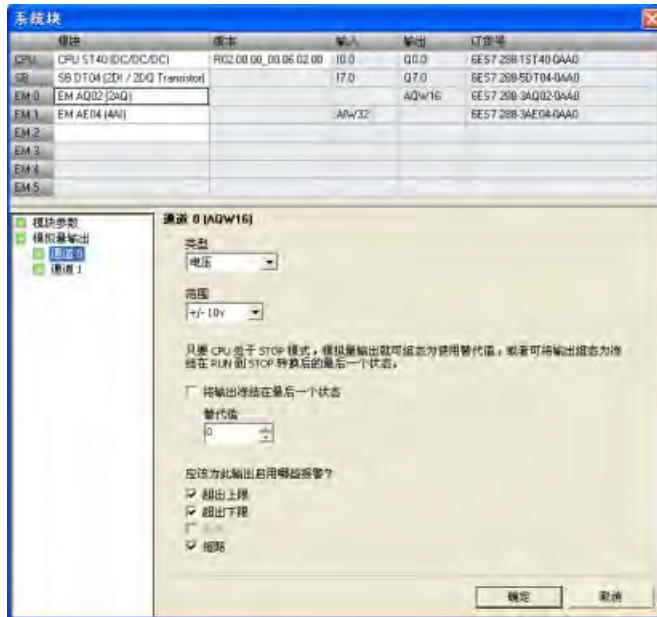 系统块
模块 版本 输入 输出 订货号
CPU CPU ST40 (DC/DC/DC) R02.00.00_00.06.02.00 I0.0 Q0.0 6ES7 288-1ST40-0AA0
SB SB DT04 (2DI / 2DQ Transistor) I7.0 Q7.0 6ES7 288-5DT04-0AA0
EM 0 EM AQ02 (2AQ) AQW16 6ES7 288-3AQ02-0AA0
EM 1 EM AE04 (4AI) AIW32 6ES7 288-3AE04-0AA0
EM 2
EM 3
EM 4
EM 5
模块参数
模拟量输出
通道 0
通道 1
通道 0 (AQW16)
类型
电压
范围
+/- 10v
只要 CPU 处于 STOP 模式，模拟量输出就可组态为使用替代值，或者可将输出组态为冻
结在 RUN 到 STOP 转换后的最后一个状态。
将输出冻结在最后一个状态
替代值
0
应该为此输出启用哪些报警？
超出上限
超出下限
短路
确定 取消